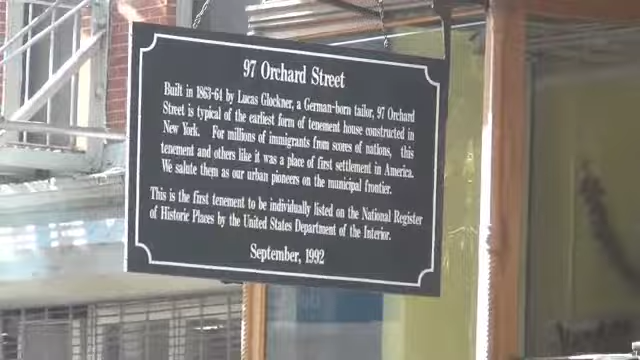 97 Orchard Street
Built in 1863-64 by Lucas Glockner, a German-born tailor, 97 Orchard
Street is typical of the earliest form of tenement house constructed in
New York. For millions of immigrants from scores of nations, this
tenement and others like it was a place of first settlement in America.
We salute them as our urban pioneers on the municipal frontier.
This is the first tenement to be individually listed on the National Register
of Historic Places by the United States Department of the Interior.
September, 1992